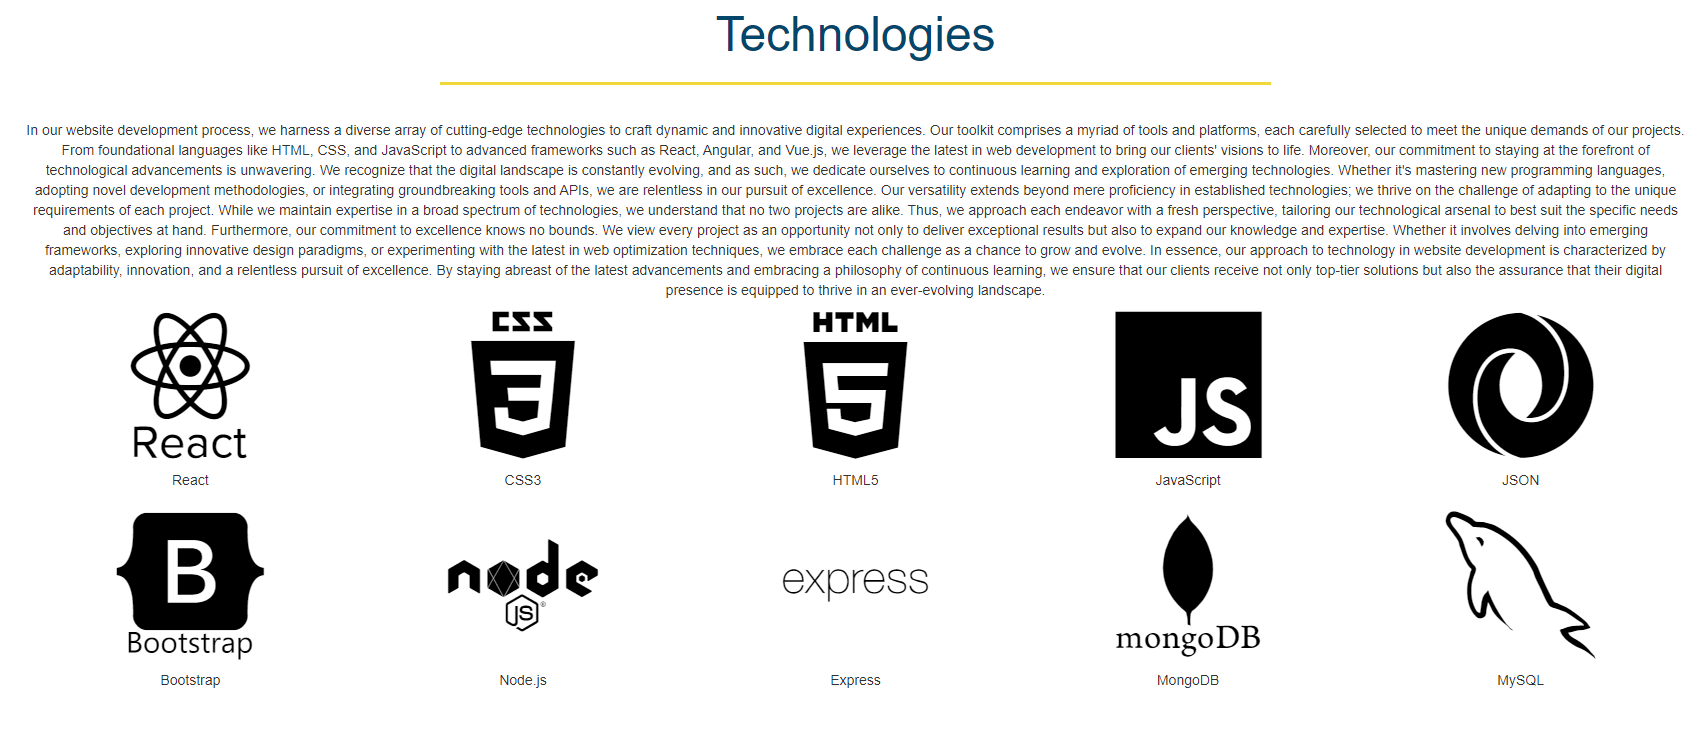 Technologies
In our website development process, we harness a diverse array of cutting-edge technologies to craft dynamic and innovative digital experiences. Our toolkit comprises a myriad of tools and platforms, each carefully selected to meet the unique demands of our projects.
From foundational languages like HTML, CSS, and JavaScript to advanced frameworks such as React, Angular, and Vue.js, we leverage the latest in web development to bring our clients' visions to life. Moreover, our commitment to staying at the forefront of
technological advancements is unwavering. We recognize that the digital landscape is constantly evolving, and as such, we dedicate ourselves to continuous learning and exploration of emerging technologies. Whether it's mastering new programming languages,
adopting novel development methodologies, or integrating groundbreaking tools and APIs, we are relentless in our pursuit of excellence. Our versatility extends beyond mere proficiency in established technologies; we thrive on the challenge of adapting to the unique
requirements of each project. While we maintain expertise in a broad spectrum of technologies, we understand that no two projects are alike. Thus, we approach each endeavor with a fresh perspective, tailoring our technological arsenal to best suit the specific needs
and objectives at hand. Furthermore, our commitment to excellence knows no bounds. We view every project as an opportunity not only to deliver exceptional results but also to expand our knowledge and expertise. Whether it involves delving into emerging
frameworks, exploring innovative design paradigms, or experimenting with the latest in web optimization techniques, we embrace each challenge as a chance to grow and evolve. In essence, our approach to technology in website development is characterized by
adaptability, innovation, and a relentless pursuit of excellence. By staying abreast of the latest advancements and embracing a philosophy of continuous learning, we ensure that our clients receive not only top-tier solutions but also the assurance that their digital
presence is equipped to thrive in an ever-evolving landscape.
React
React
CSS
3
CSS3
HTML
5
HTML5
JS
JavaScript
JSON
B
Bootstrap
Bootstrap
node
JS®
Node.js
express
Express
mongoDB
MongoDB
MySQL